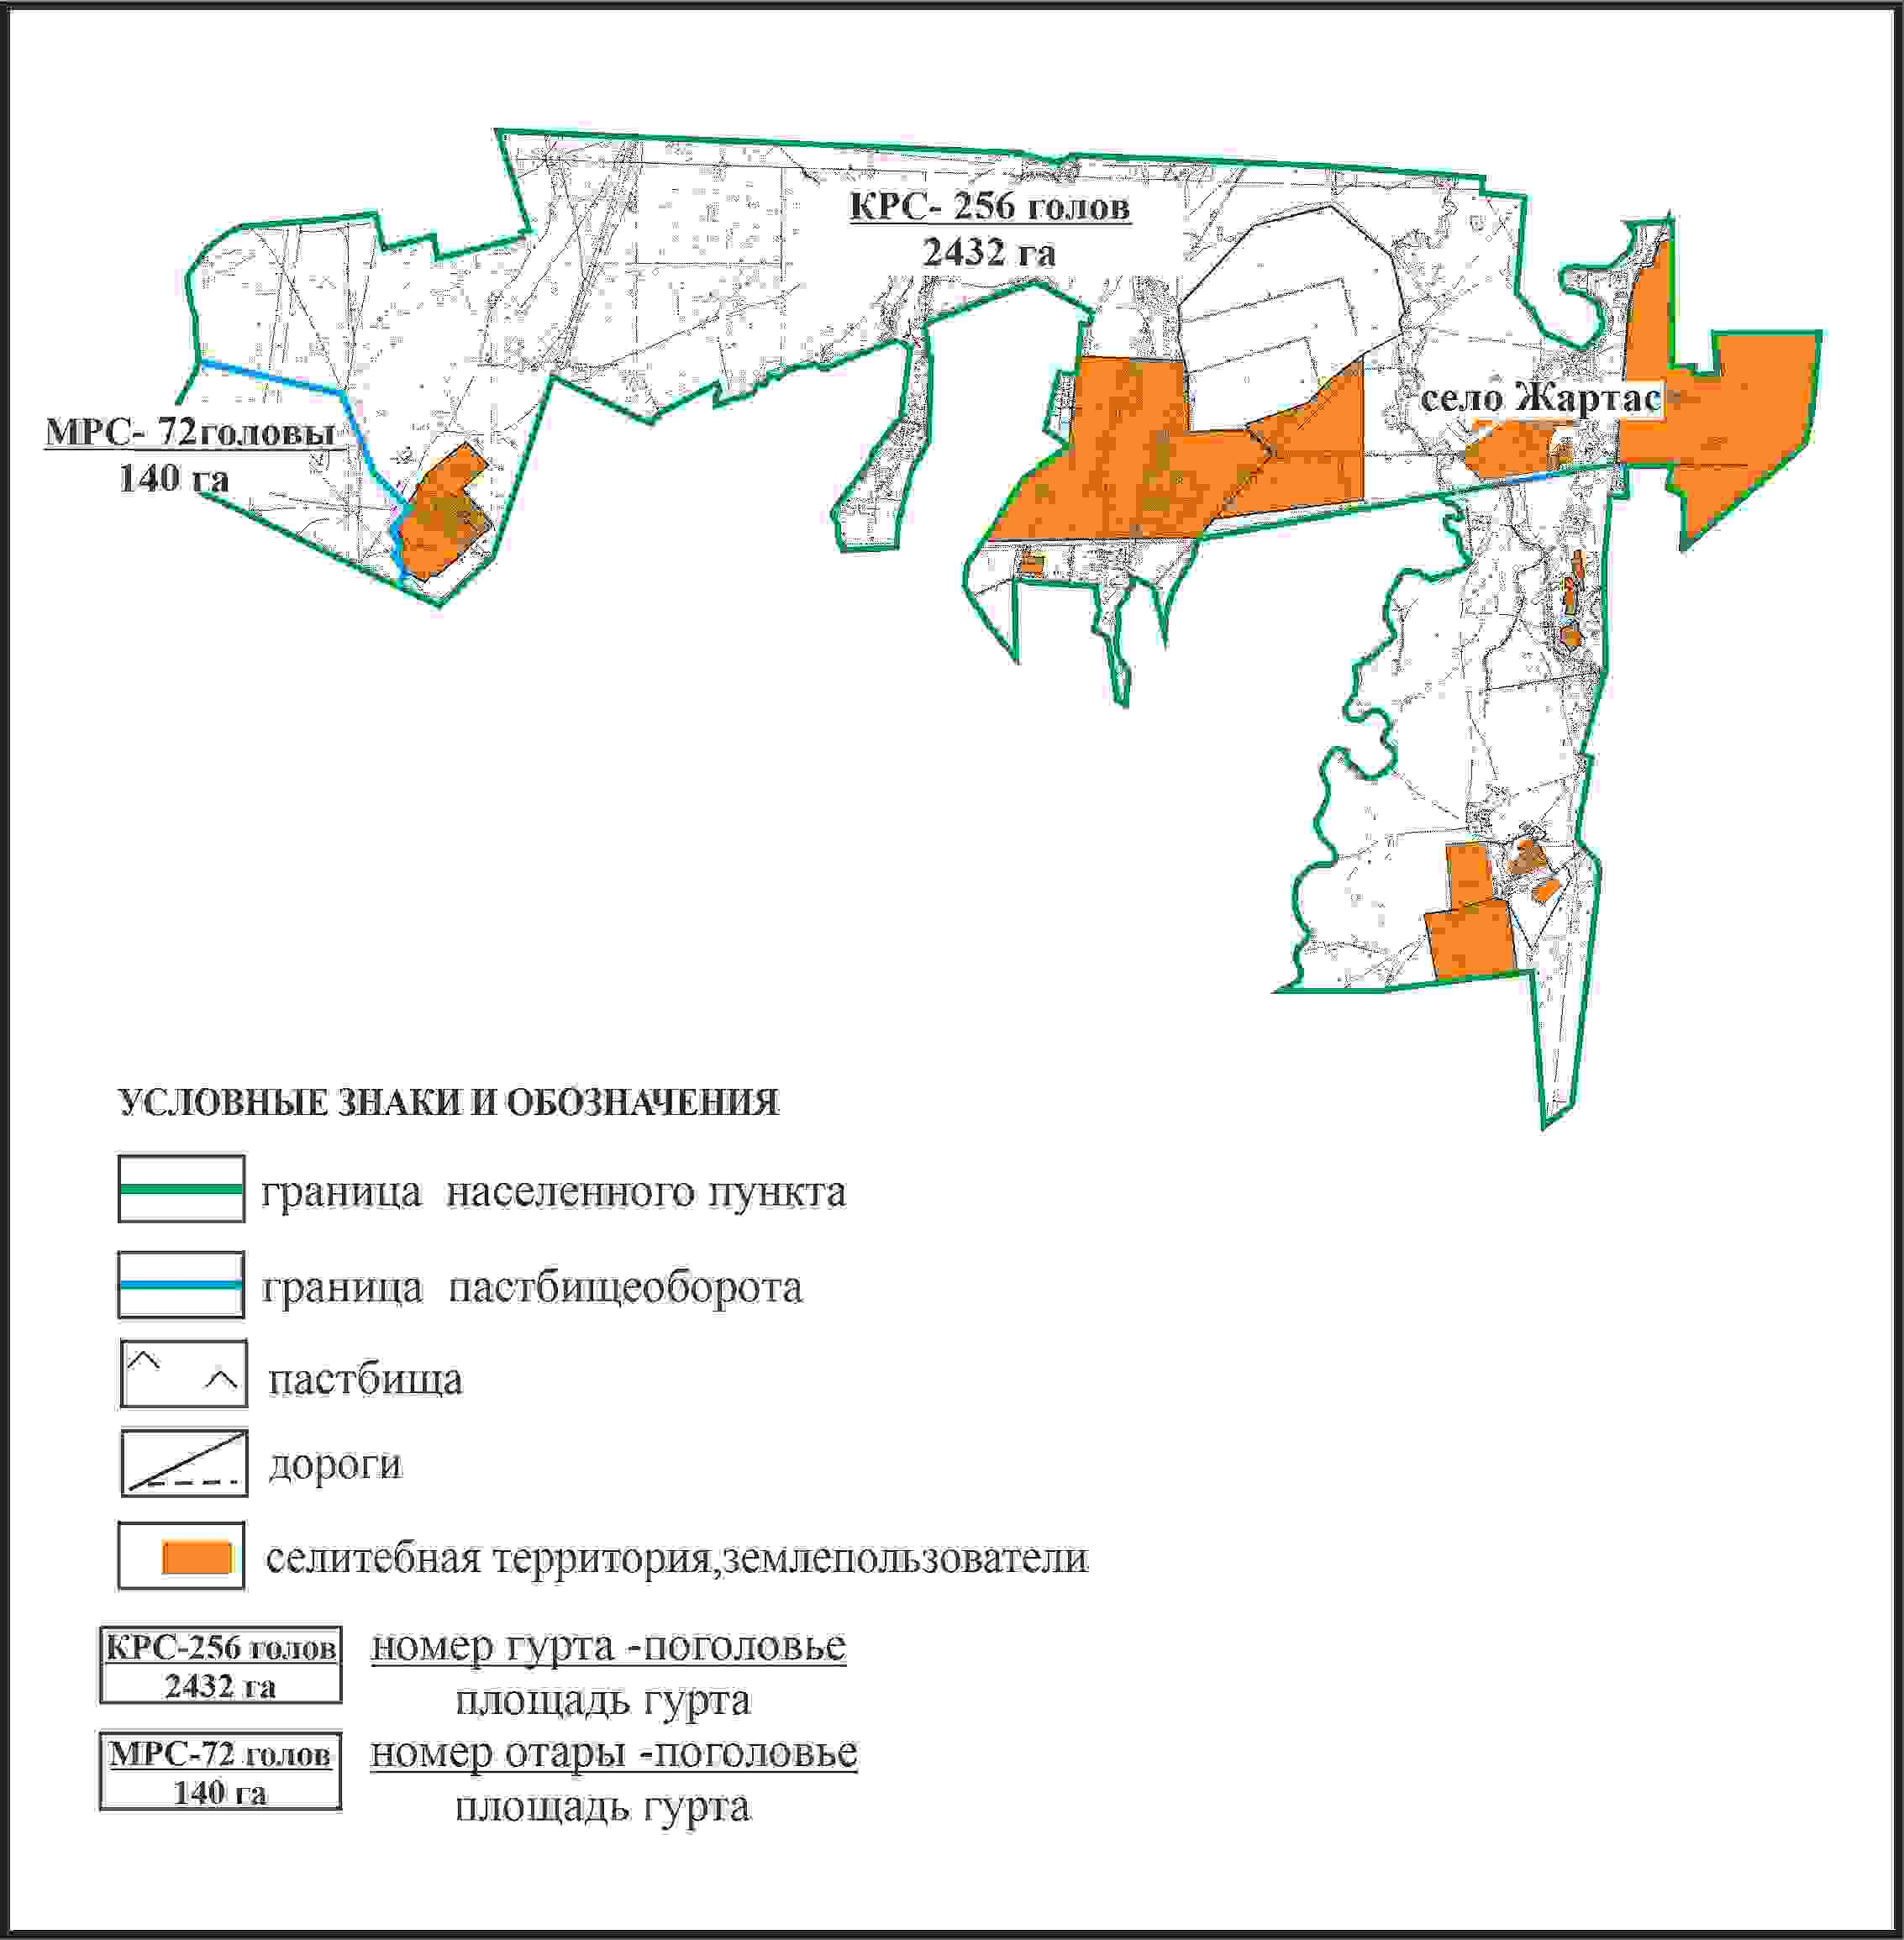 КРС- 256 голов
2432 га
село Жартас
МРС- 72головы
140 га
УСЛОВНЫЕ ЗНАКИ И ОБОЗНАЧЕНИЯ
граница населенного пункта
граница пастбищеоборота
пастбища
дороги
селитебная территория,землепользователи
КРС-256 голов
2432 га
номер гурта -поголовье
площадь гурта
МРС-72 голов
140 га
номер отары -поголовье
площадь гурта